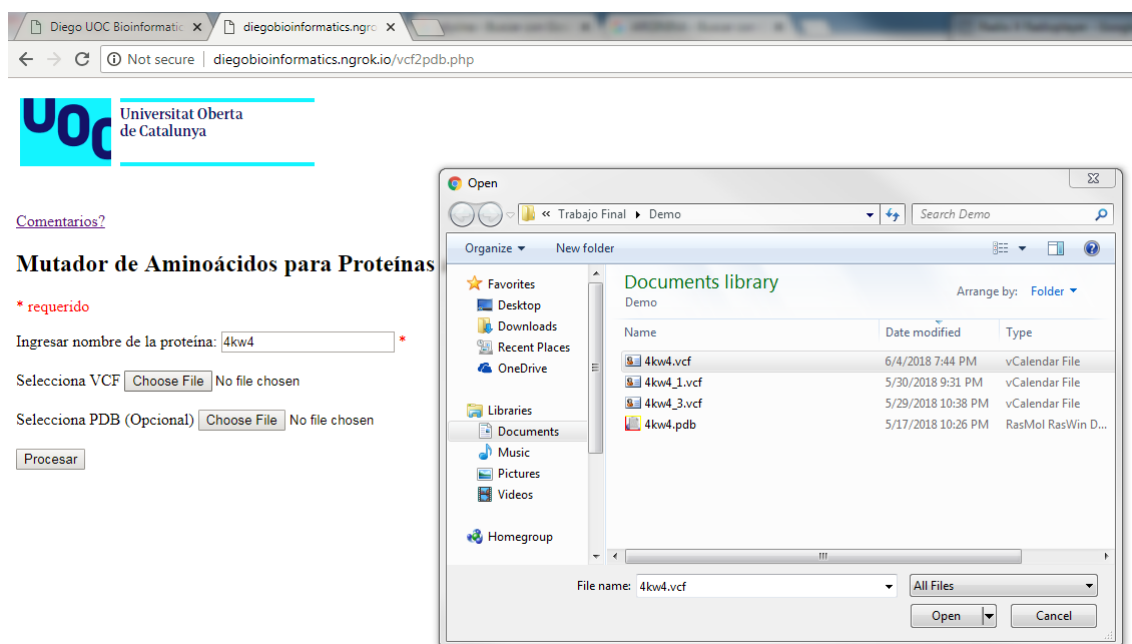 Diego UOC Bioinformatic
diegobioinformatics.ngro
Not secure | diegobioinformatics.ngrok.io/vcf2pdb.php
UOC
Universitat Oberta
de Catalunya
Comentarios?
Mutador de Aminoácidos para Proteínas
* requerido
Ingresar nombre de la proteína: 4kw4 *
Selecciona VCF Choose File No file chosen
Selecciona PDB (Opcional) Choose File No file chosen
Procesar
Open
« Trabajo Final Demo
Search Demo
Organize New folder
Favorites
Desktop
Downloads
Recent Places
OneDrive
Libraries
Documents
Music
Pictures
Videos
Homegroup
Documents library
Demo
Arrange by: Folder
Name Date modified Type
4kw4.vcf 6/4/2018 7:44 PM vCalendar File
4kw4_1.vcf 5/30/2018 9:31 PM vCalendar File
4kw4_3.vcf 5/29/2018 10:38 PM vCalendar File
4kw4.pdb 5/17/2018 10:26 PM RasMol RasWin D...
File name: 4kw4.vcf
All Files
Open Cancel